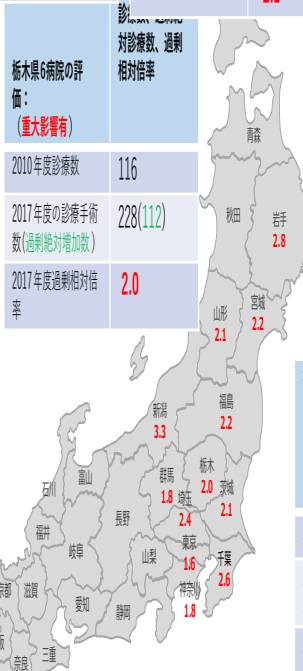 栃木県6病院の評
価：
（重大影響有）
対診療数、過剰
相対倍率
2010年度診療数
116
2017年度の診療手術
数(過剰絶対増加数)
228(112)
2017年度過剰相対倍
率
2.0
青森
秋田
岩手
2.8
山形
2.1
宮城
2.2
新潟
3.3
福島
2.2
群馬
1.8
栃木
2.0
茨城
2.1
埼玉
2.4
東京
1.6
千葉
2.6
神奈川
1.8
石川
富山
長野
福井
岐阜
山梨
滋賀
愛知
静岡
三重
奈良
京都